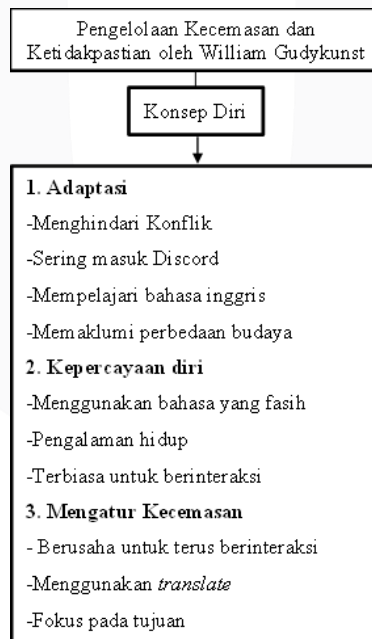 Pengelolaan Kecemasan dan
Ketidakpastian oleh William Gudykunst
Konsep Diri
1. Adaptasi
-Menghindari Konflik
-Sering masuk Discord
-Mempelajari bahasa inggris
-Memaklumi perbedaan budaya
2. Kepercayaan diri
-Menggunakan bahasa yang fasih
-Pengalaman hidup
-Terbiasa untuk berinteraksi
3. Mengatur Kecemasan
- Berusaha untuk terus berinteraksi
-Menggunakan translate
-Fokus pada tujuan